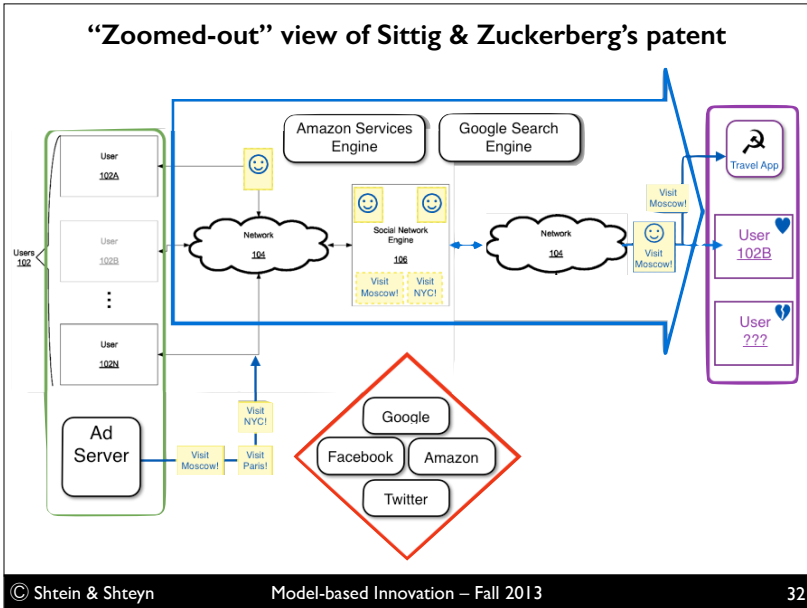 “Zoomed-out” view of Sittig & Zuckerberg’s patent
Amazon Services
Engine
Google Search
Engine
User
102A
User
102B
Users
102
User
102N
Ad
Server
Visit
Moscow!
Visit
Paris!
Visit
NYC!
Network
104
Social Network
Engine
106
Visit
Moscow!
Visit
NYC!
Network
104
Visit
Moscow!
Visit
Moscow!
Travel App
User
102B
User
???
Google
Facebook
Amazon
Twitter
© Shtein & Shteyn
Model-based Innovation – Fall 2013
32